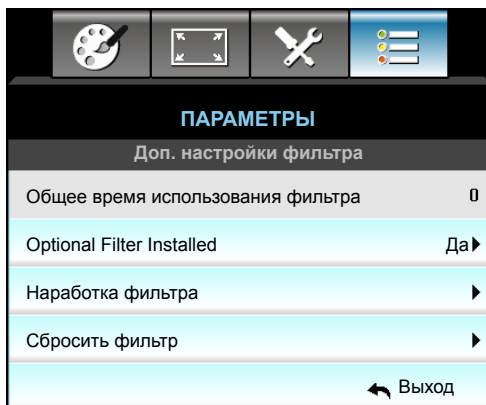 ПАРАМЕТРЫ
Доп. настройки фильтра
Общее время использования фильтра 0
Optional Filter Installed Да
Наработка фильтра
Сбросить фильтр
Выход